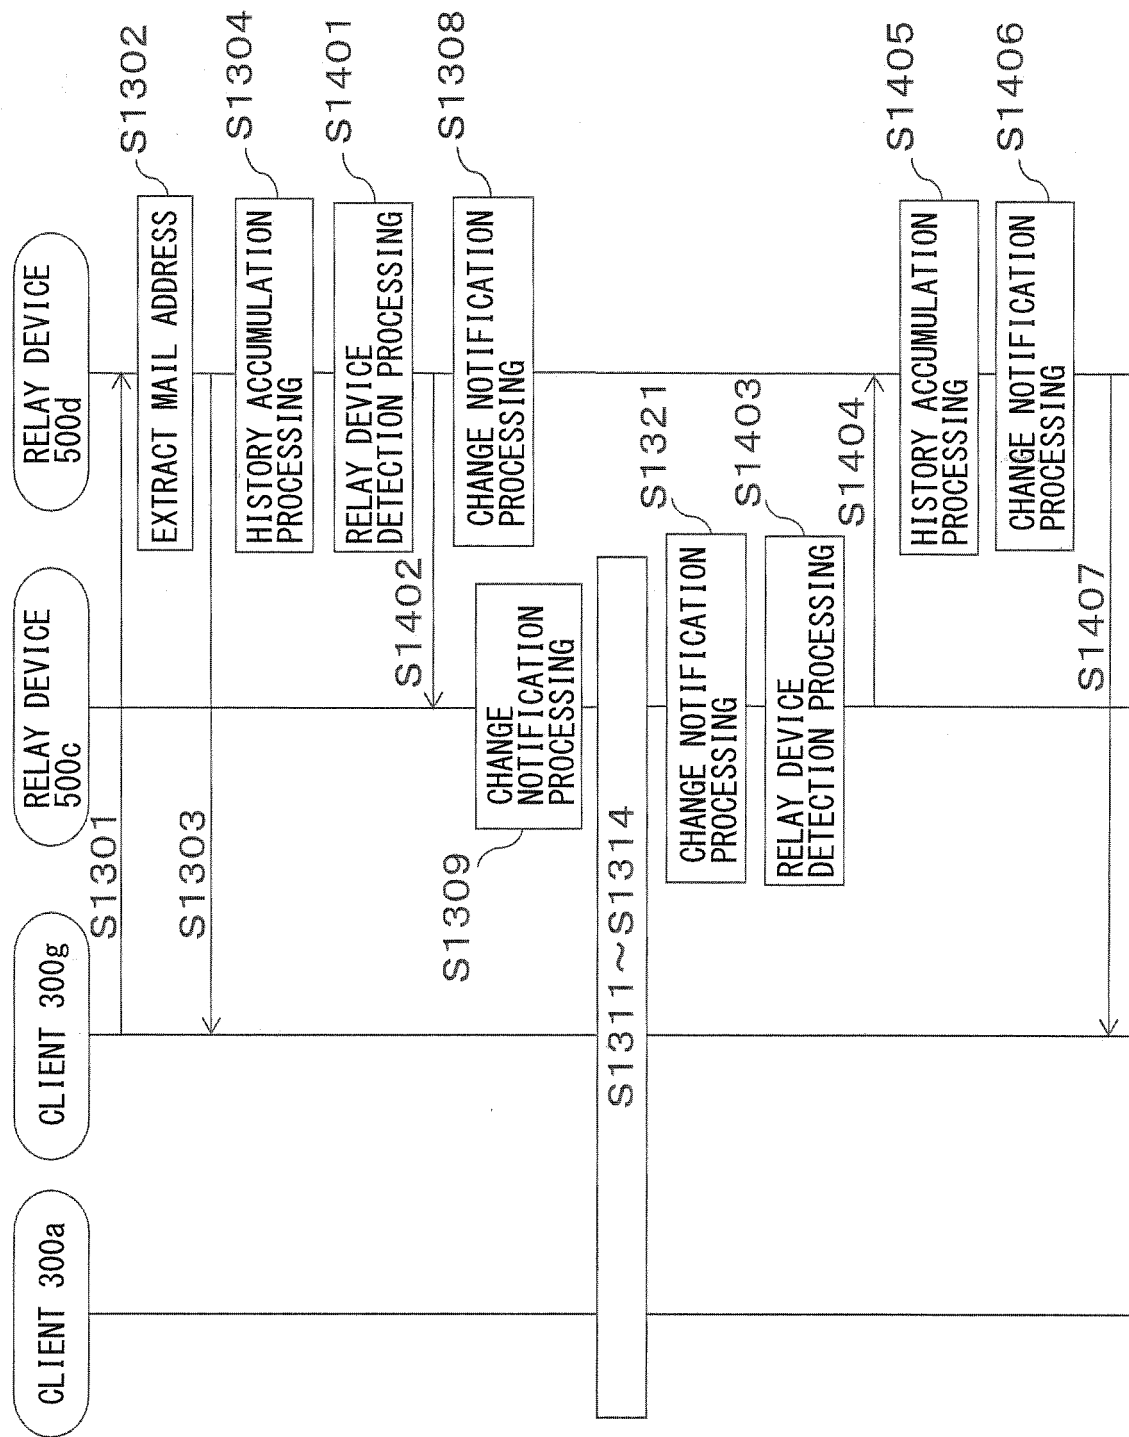 CLIENT 300a
CLIENT 300g
RELAY DEVICE
500c
RELAY DEVICE
500d
S1301
EXTRACT MAIL ADDRESS
S1302
S1303
HISTORY ACCUMULATION
PROCESSING
S1304
RELAY DEVICE
DETECTION PROCESSING
S1401
S1402
CHANGE NOTIFICATION
PROCESSING
S1308
CHANGE
NOTIFICATION
PROCESSING
S1309
S1311~S1314
CHANGE NOTIFICATION
PROCESSING
S1321
RELAY DEVICE
DETECTION PROCESSING
S1403
S1404
HISTORY ACCUMULATION
PROCESSING
S1405
CHANGE NOTIFICATION
PROCESSING
S1406
S1407